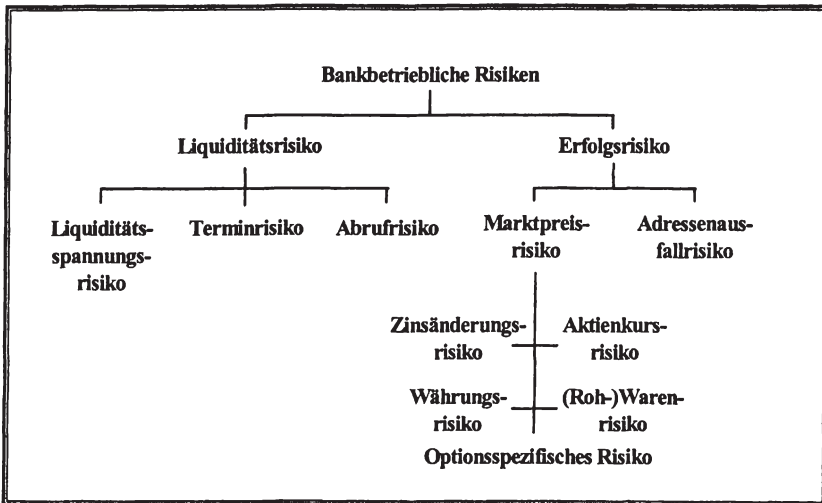 Bankbetriebliche Risiken
Liquiditätsrisiko
Erfolgsrisiko
Liquiditäts-
spannungs-
risiko
Terminrisiko
Abrufrisiko
Marktpreis-
risiko
Adressenaus-
fallrisiko
Zinsänderungs-
risiko
Aktienkurs-
risiko
Währungs-
risiko
(Roh-)Waren-
risiko
Optionsspezifisches Risiko